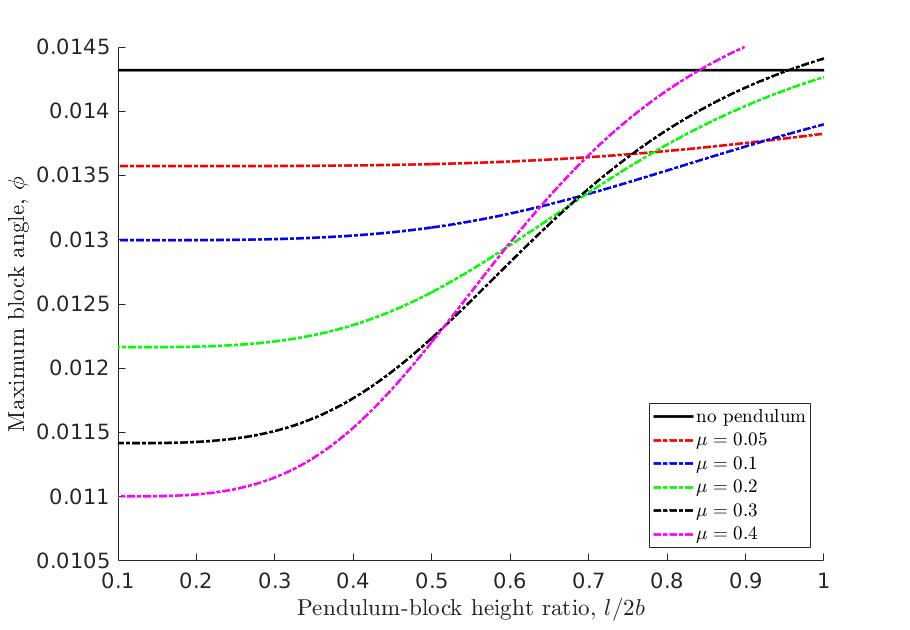 0.0145
0.014
0.0135
0.013
0.0125
0.012
0.0115
0.011
0.0105
Maximum block angle, ϕ
0.1 0.2 0.3 0.4 0.5 0.6 0.7 0.8 0.9 1
Pendulum-block height ratio, l/2b
no pendulum
μ = 0.05
μ = 0.1
μ = 0.2
μ = 0.3
μ = 0.4